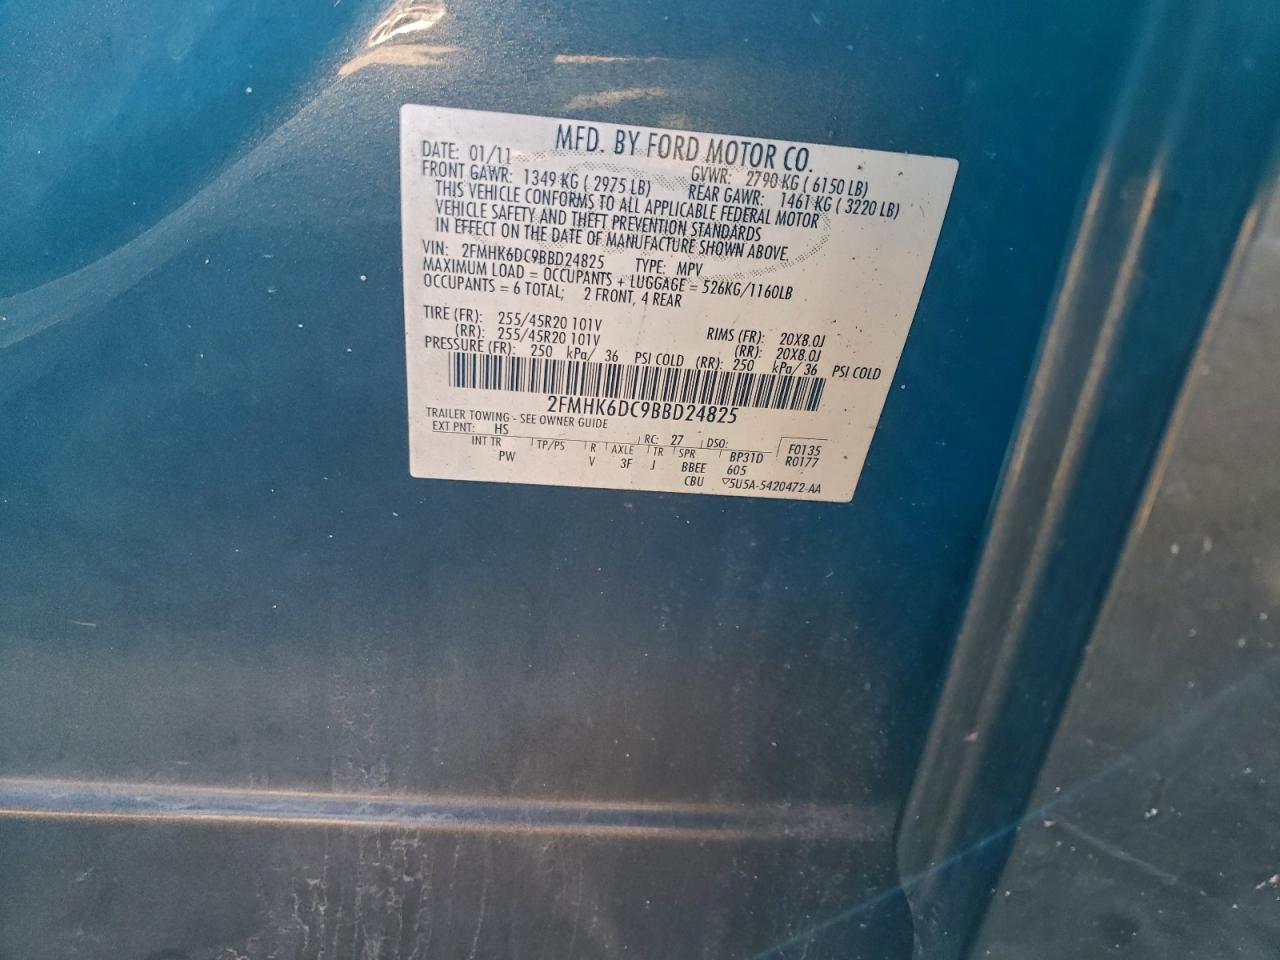 MFD. BY FORD MOTOR CO.
DATE: 01/11 GVWR: 2790 KG ( 6150 LB)
FRONT GAWR: 1349 KG ( 2975 LB) REAR GAWR: 1461 KG ( 3220 LB)
THIS VEHICLE CONFORMS TO ALL APPLICABLE FEDERAL MOTOR
VEHICLE SAFETY AND THEFT PREVENTION STANDARDS
IN EFFECT ON THE DATE OF MANUFACTURE SHOWN ABOVE.
VIN: 2FMHK6DC9BBD24825 TYPE: MPV
MAXIMUM LOAD = OCCUPANTS + LUGGAGE = 526KG/1160LB
OCCUPANTS = 6 TOTAL; 2 FRONT, 4 REAR
TIRE (FR): 255/45R20 101V RIMS (FR): 20X8.0J
(RR): 255/45R20 101V (RR): 20X8.0J
PRESSURE (FR): 250 kPa/ 36 PSI COLD (RR): 250 kPa/ 36 PSI COLD
2FMHK6DC9BBD24825
TRAILER TOWING - SEE OWNER GUIDE
EXT PNT: HS RC: 27 DSO: F0135
INT TR TP/PS R AXLE TR SPR BP31D R0177
PW V 3F J BBEE 605
CBU ▽5U5A-5420472-AA